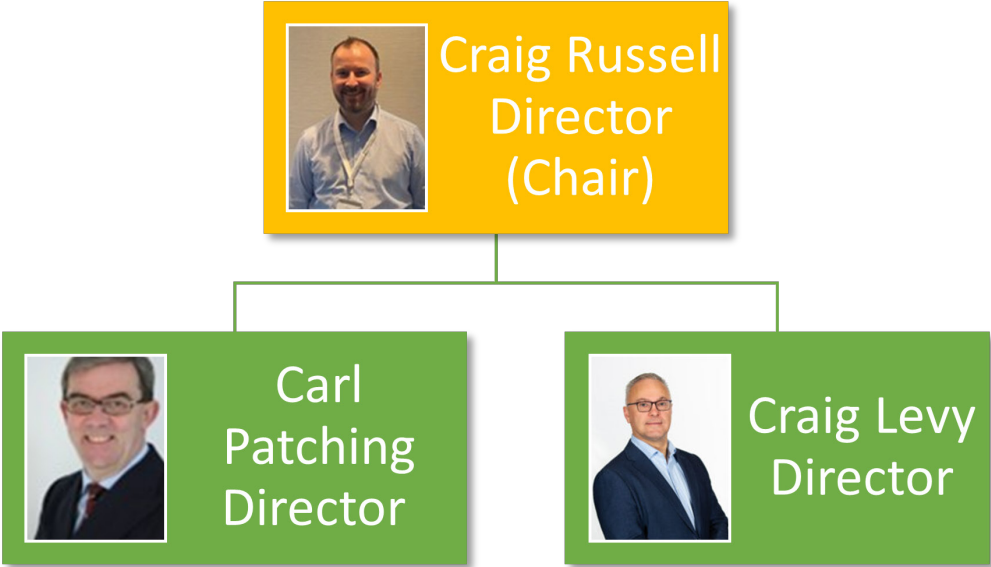 Craig Russell
Director
(Chair)
Carl
Patching
Director
Craig Levy
Director